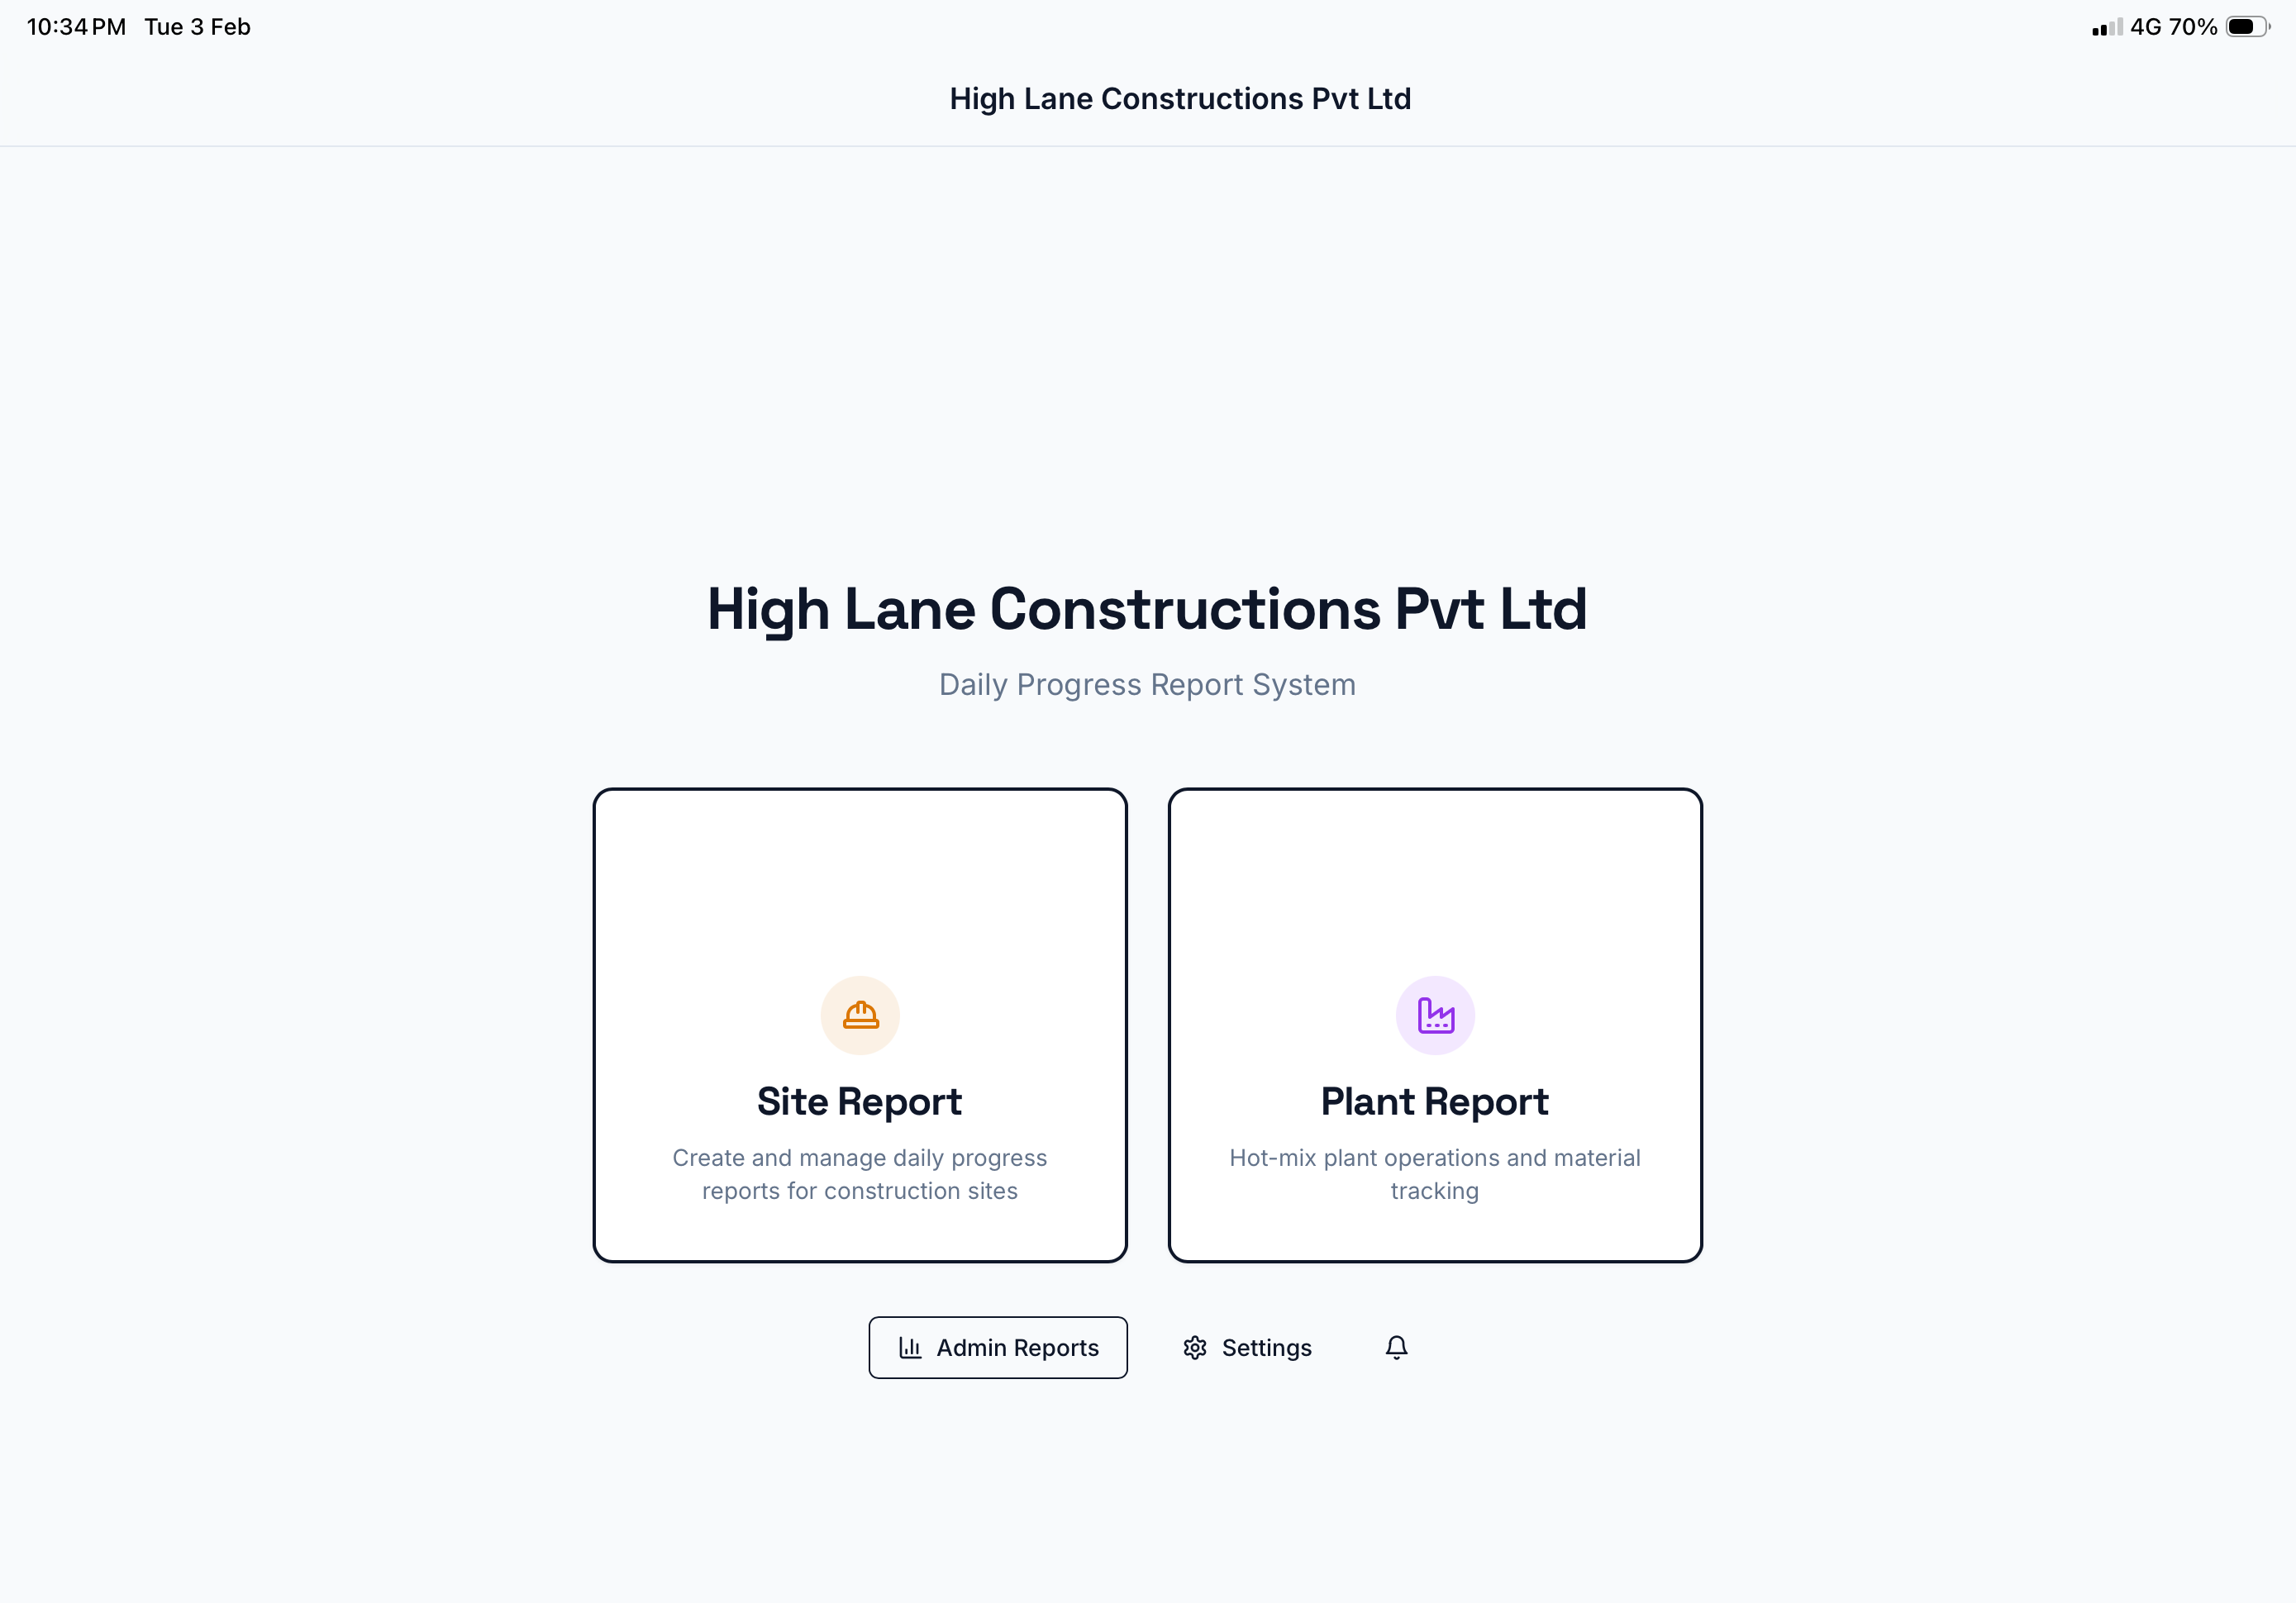 10:34 PM Tue 3 Feb
4G 70%
High Lane Constructions Pvt Ltd
High Lane Constructions Pvt Ltd
Daily Progress Report System
Site Report
Create and manage daily progress
reports for construction sites
Plant Report
Hot-mix plant operations and material
tracking
Admin Reports
Settings